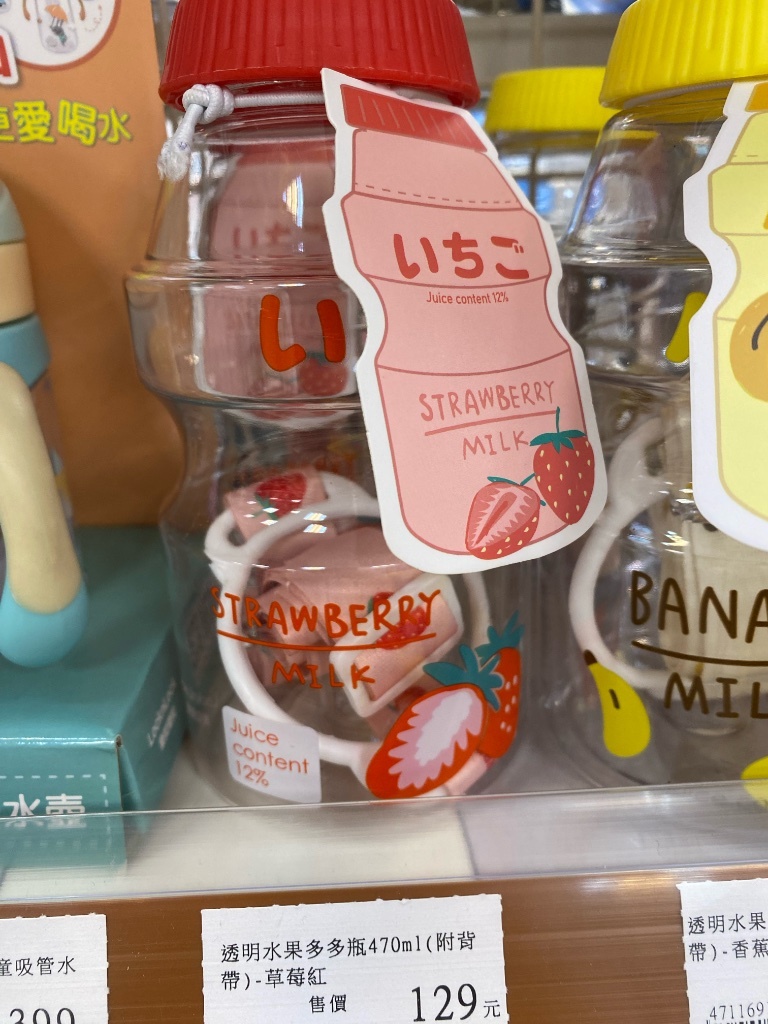 愛喝水
いちご
Juice content 12%
STRAWBERRY
MILK
い
STRAWBERRY
MILK
Juice
content
12%
BANA
MIL
水壺
童吸管水
399
透明水果多多瓶470ml(附背
帶)-草莓紅
售價 129元
透明水果
帶)-香蕉
471169